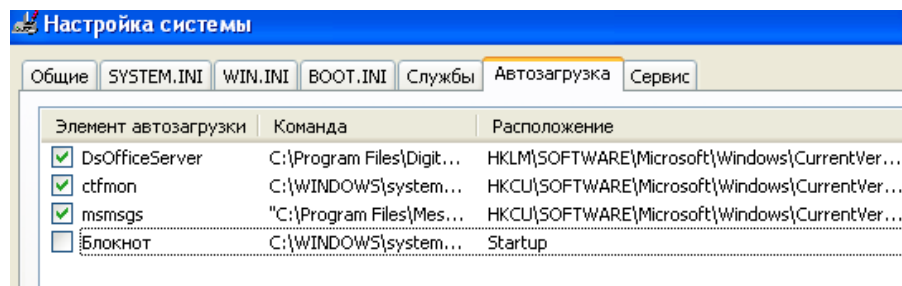 Настройка системы
Общие SYSTEM.INI WIN.INI BOOT.INI Службы Автозагрузка Сервис
Элемент автозагрузки Команда Расположение
DsOfficeServer C:\Program Files\Digit... HKLM\SOFTWARE\Microsoft\Windows\CurrentVer...
ctfmon C:\WINDOWS\system... HKCU\SOFTWARE\Microsoft\Windows\CurrentVer...
msmsgs "C:\Program Files\Mes... HKCU\SOFTWARE\Microsoft\Windows\CurrentVer...
Блокнот C:\WINDOWS\system... Startup